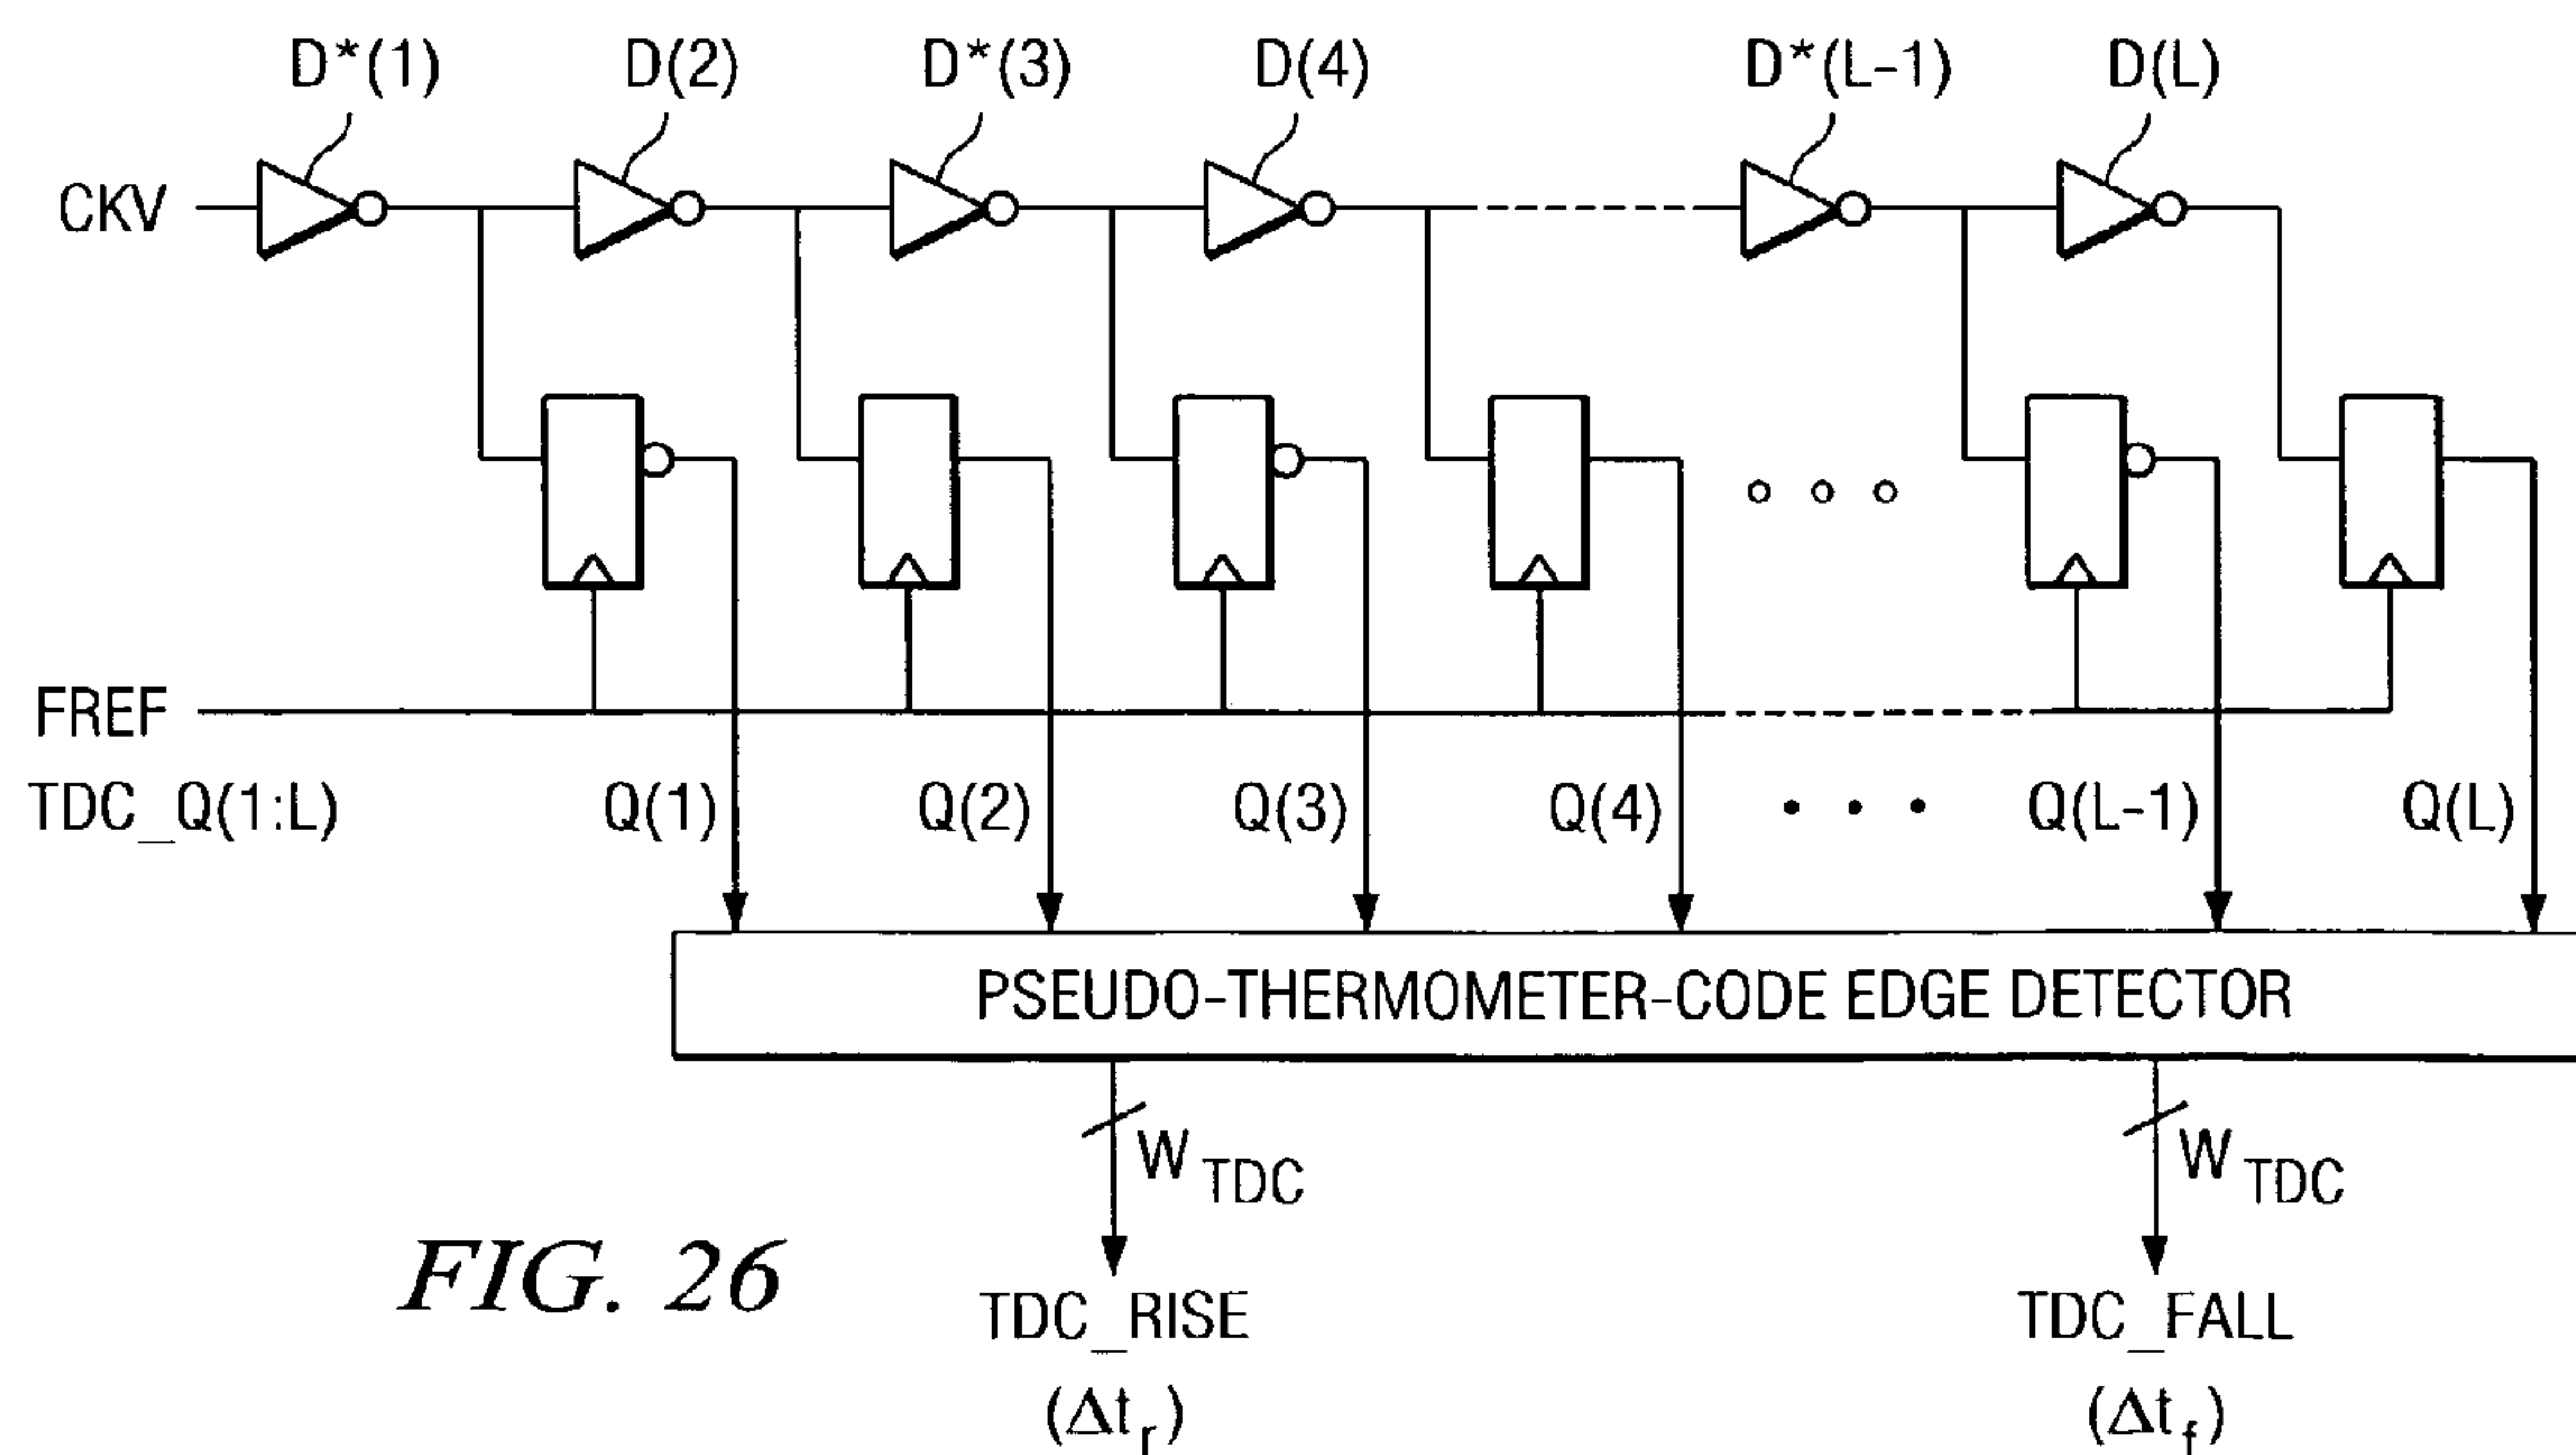 D*(1) D(2) D*(3) D(4) D*(L-1) D(L)
CKV
FREF
TDC_Q(1:L) Q(1) Q(2) Q(3) Q(4) • • • Q(L-1) Q(L)
PSEUDO-THERMOMETER-CODE EDGE DETECTOR
W TDC W TDC
FIG. 26
TDC_RISE TDC_FALL
(Δt r) (Δt f)